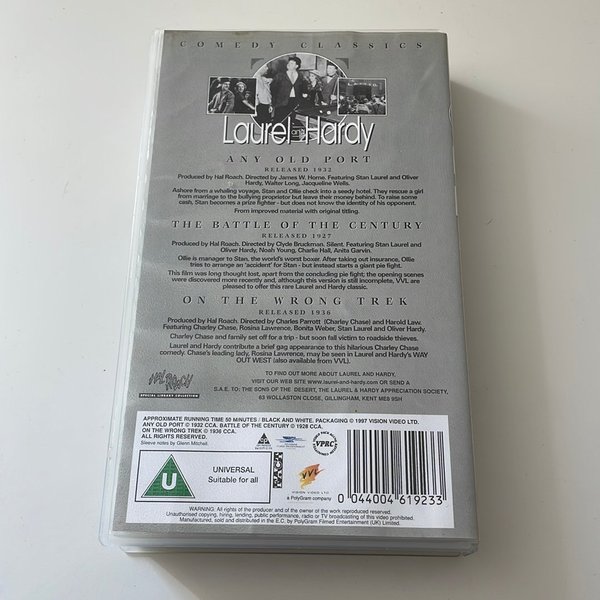 COMEDY CLASSICS
Laurel and Hardy
ANY OLD PORT
RELEASED 1932
Produced by Hal Roach. Directed by James W. Horne. Featuring Stan Laurel and Oliver
Hardy, Walter Long, Jacqueline Wells.
Ashore from a whaling voyage, Stan and Ollie check into a seedy hotel. They rescue a girl
from marriage to the bullying proprietor but leave their money behind. To raise some
cash, Stan becomes a prize fighter - but does not know the identity of his opponent.
From improved material with original titling.
THE BATTLE OF THE CENTURY
RELEASED 1927
Produced by Hal Roach. Directed by Clyde Bruckman. Silent. Featuring Stan Laurel and
Oliver Hardy, Noah Young, Charlie Hall, Anita Garvin.
Ollie is manager to Stan, the world's worst boxer. After taking out insurance, Ollie
tries to arrange an 'accident' for Stan - but instead starts a giant pie fight.
This film was long thought lost, apart from the concluding pie fight; the opening scenes
were discovered more recently and, although this version is still incomplete, VVL are
pleased to offer this rare Laurel and Hardy classic.
ON THE WRONG TREK
RELEASED 1936
Produced by Hal Roach. Directed by Charles Parrott (Charley Chase) and Harold Law.
Featuring Charley Chase, Rosina Lawrence, Bonita Weber, Stan Laurel and Oliver Hardy.
Charley Chase and family set off for a trip - but soon fall victim to roadside thieves.
Laurel and Hardy contribute a brief gag appearance to this hilarious Charley Chase
comedy. Chase's leading lady, Rosina Lawrence, may be seen in Laurel and Hardy's WAY
OUT WEST (also available from VVL).
TO FIND OUT MORE ABOUT LAUREL AND HARDY.
VISIT OUR WEB SITE www.laurel-and-hardy.com OR SEND A
S.A.E. TO: THE SONS OF THE DESERT, THE LAUREL & HARDY APPRECIATION SOCIETY,
63 WOLLASTON CLOSE, GILLINGHAM, KENT ME8 9SH
HAL ROACH
SPECIAL LIBRARY COLLECTION
APPROXIMATE RUNNING TIME 50 MINUTES / BLACK AND WHITE, PACKAGING © 1997 VISION VIDEO LTD.
ANY OLD PORT © 1932 CCA. BATTLE OF THE CENTURY © 1928 CCA.
ON THE WRONG TREK © 1936 CCA.
ALL RIGHTS RESERVED.
Sleeve notes by Glenn Mitchell.
U
UNIVERSAL
Suitable for all
VPRC
VVL
VISION VIDEO LTD
a PolyGram company
0 044004 619233
WARNING: All rights of the producer and of the owner of the work reproduced reserved.
Unauthorised copying, hiring, lending, public performance, radio or TV broadcasting of this video prohibited.
Manufactured, sold and distributed in the E.C. by PolyGram Filmed Entertainment (UK) Limited.